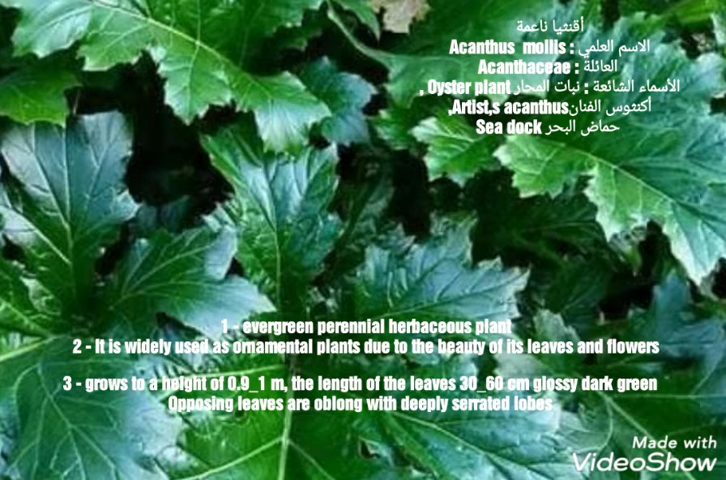 أقنثيا ناعمة
الاسم العلمي : Acanthus mollis
العائلة : Acanthaceae
الأسماء الشائعة : نبات المحار Oyster plant ,
أكنثوس الفنان Artist,s acanthus,
حماض البحر Sea dock
1 - evergreen perennial herbaceous plant
2 - It is widely used as ornamental plants due to the beauty of its leaves and flowers
3 - grows to a height of 0,9_1 m, the length of the leaves 30_60 cm glossy dark green
Opposing leaves are oblong with deeply serrated lobes
Made with
VideoShow